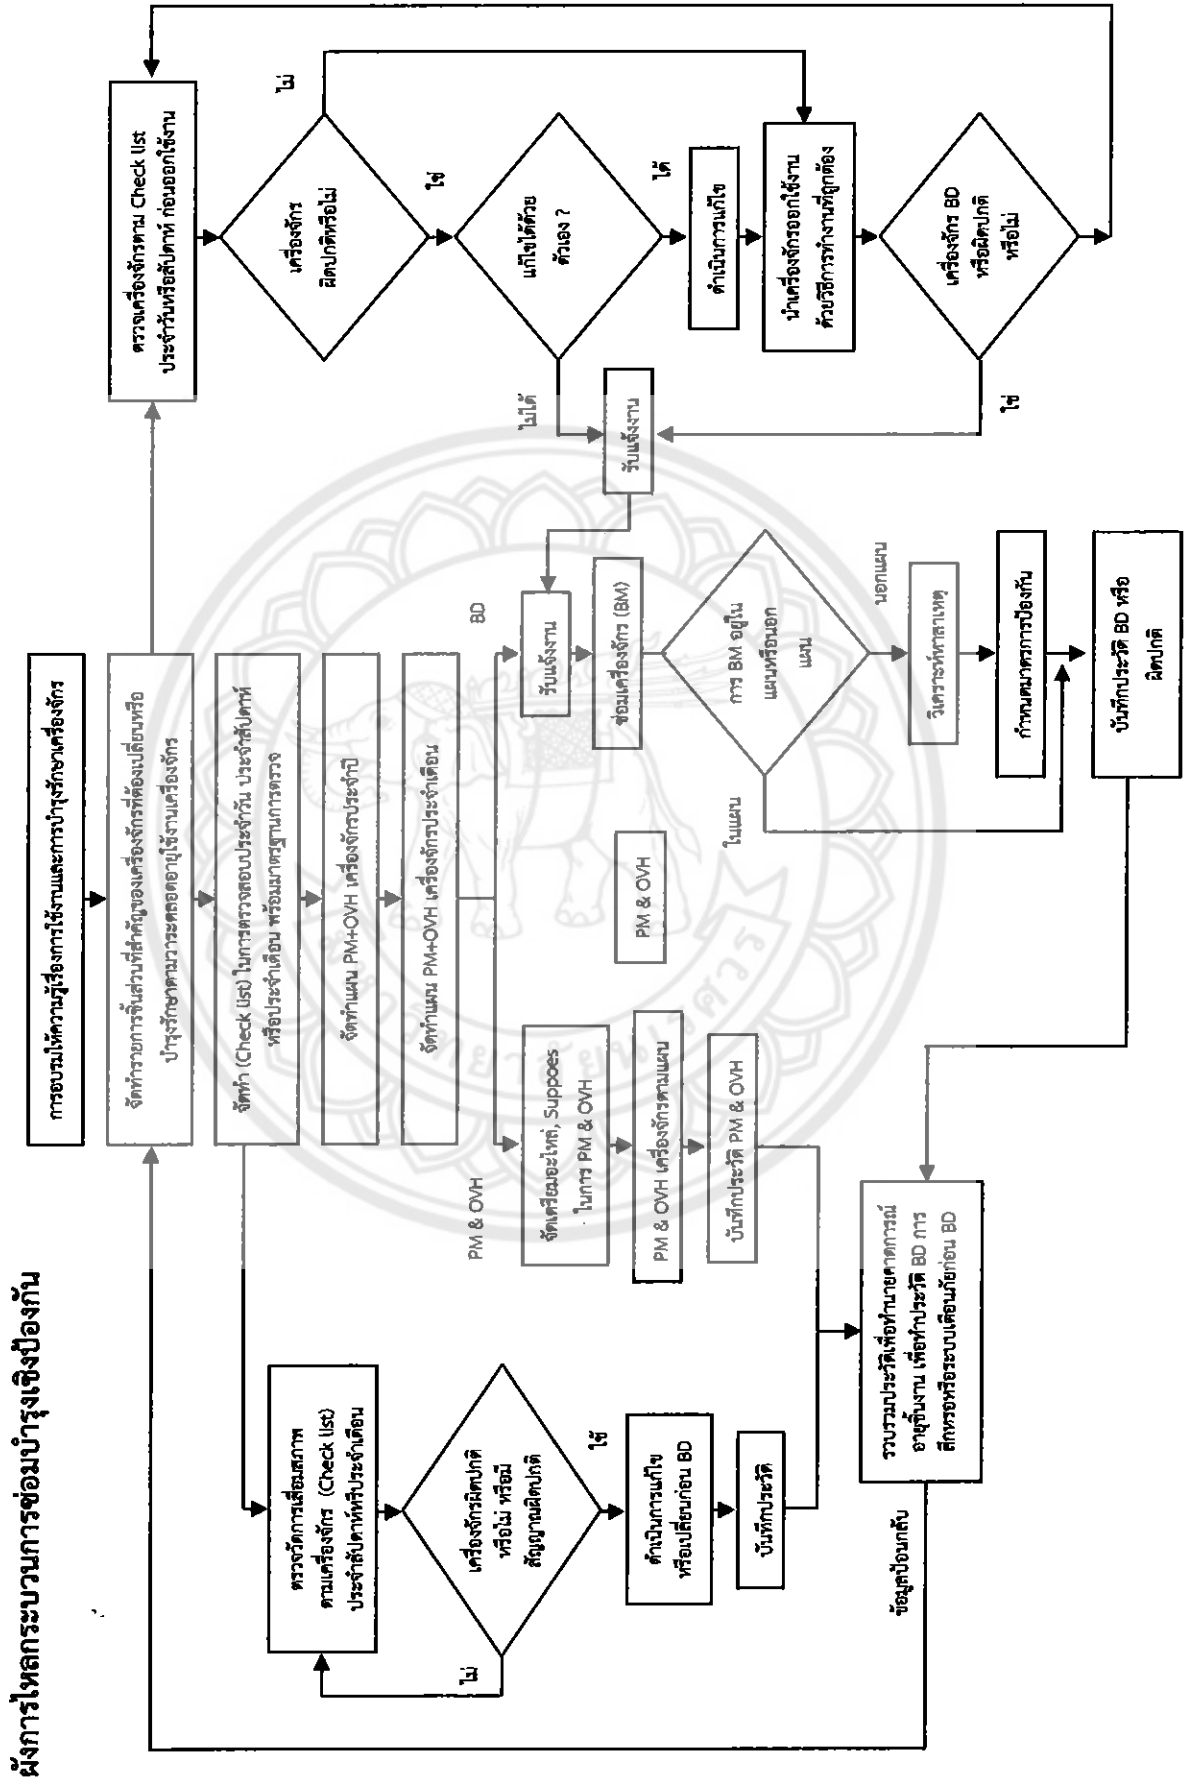 ผังการไหลกระบวนการซ่อมบำรุงเชิงป้องกัน
การอบรมให้ความรู้เรื่องการใช้งานและการบำรุงรักษาเครื่องจักร
จัดทำรายการชิ้นส่วนที่สำคัญของเครื่องจักรที่ต้องเปลี่ยนหรือ
บำรุงรักษาตามวาระตลอดอายุใช้งานเครื่องจักร
จัดทำ (Check list) ในการตรวจสอบประจำวัน ประจำสัปดาห์
หรือประจำเดือน พร้อมมาตรฐานการตรวจ
จัดทำแผน PM+OVH เครื่องจักรประจำปี
จัดทำแผน PM+OVH เครื่องจักรประจำเดือน
ตรวจวัดการเสื่อมสภาพ
ตามเครื่องจักร (Check list)
ประจำสัปดาห์หรือประจำเดือน
เครื่องจักรผิดปกติ
หรือไม่ หรือมี
สัญญาณผิดปกติ
ไม่
ใช่
ดำเนินการแก้ไข
หรือเปลี่ยนก่อน BD
บันทึกประวัติ
PM & OVH
จัดเตรียมอะไหล่, Suppoes
ในการ PM & OVH
PM & OVH เครื่องจักรตามแผน
บันทึกประวัติ PM & OVH
PM & OVH
BD
รับแจ้งงาน
ซ่อมเครื่องจักร (BM)
การ BM อยู่ใน
แผนหรือนอก
แผน
ในแผน
นอกแผน
วิเคราะห์หาสาเหตุ
กำหนดมาตรการป้องกัน
บันทึกประวัติ BD หรือ
ผิดปกติ
ตรวจเครื่องจักรตาม Check list
ประจำวันหรือสัปดาห์ ก่อนออกใช้งาน
เครื่องจักร
ผิดปกติหรือไม่
ไม่
ใช่
แก้ไขได้ด้วย
ตัวเอง ?
ไม่ได้
ได้
รับแจ้งงาน
ดำเนินการแก้ไข
นำเครื่องจักรออกใช้งาน
ด้วยวิธีการทำงานที่ถูกต้อง
เครื่องจักร BD
หรือผิดปกติ
หรือไม่
ใช่
รวบรวมประวัติเพื่อทำนายคาดการณ์
อายุชิ้นงาน เพื่อทำประวัติ BD การ
สึกหรอหรือระบบเตือนภัยก่อน BD
ข้อมูลป้อนกลับ